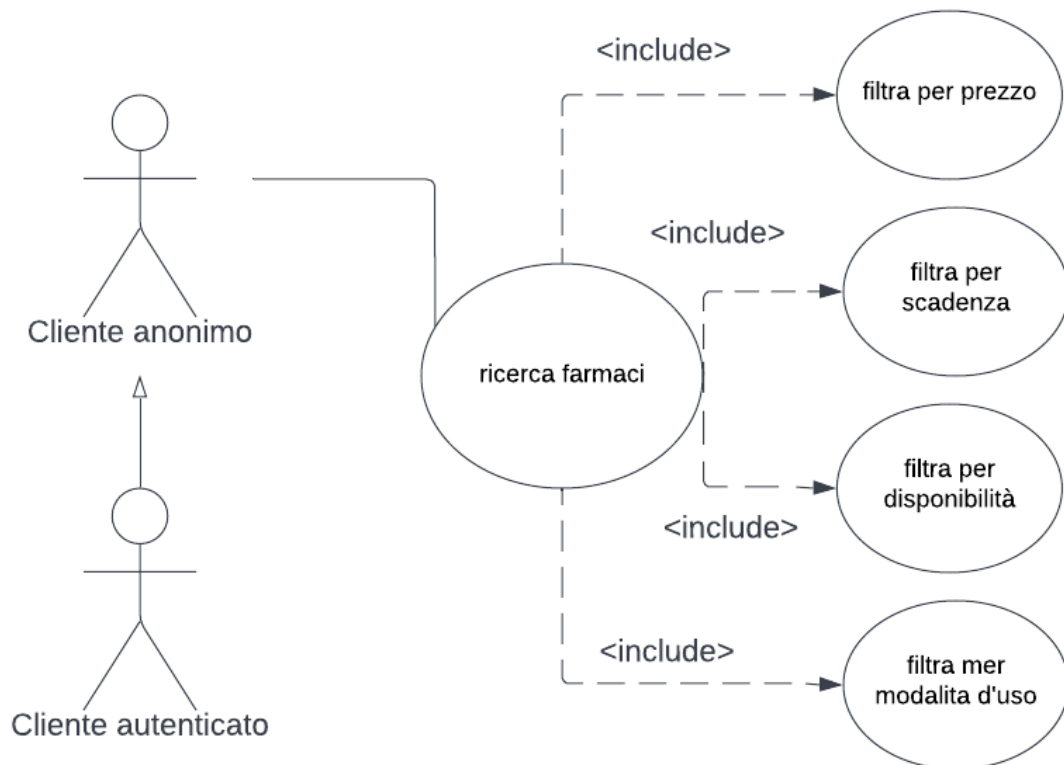 <include>
filtra per prezzo
<include>
filtra per
scadenza
Cliente anonimo
ricerca farmaci
filtra per
disponibilità
<include>
<include>
filtra mer
modalita d'uso
Cliente autenticato